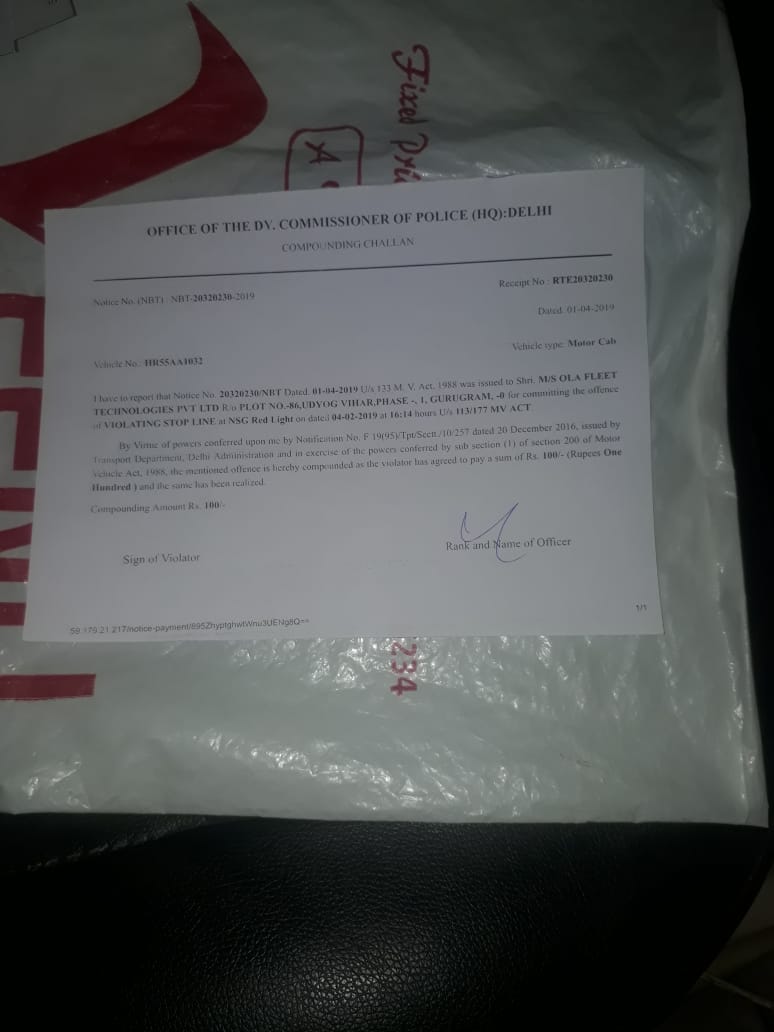 Fixed Pri
A
OFFICE OF THE DY. COMMISSIONER OF POLICE (HQ):DELHI
COMPOUNDING CHALLAN
Notice No. (NBT) : NBT-20320230-2019
Receipt No : RTE20320230
Dated: 01-04-2019
Vehicle No.: HR55AA1032
Vehicle type: Motor Cab
I have to report that Notice No. 20320230/NBT Dated. 01-04-2019 U/s 133 M. V. Act, 1988 was issued to Shri. M/S OLA FLEET
TECHNOLOGIES PVT LTD R/o PLOT NO.-86,UDYOG VIHAR,PHASE -, 1, GURUGRAM, -0 for committing the offence
of VIOLATING STOP LINE at NSG Red Light on dated 04-02-2019 at 16:14 hours U/s 113/177 MV ACT.
By Virtue of powers conferred upon me by Notification No. F 19(95)/Tpt/Sectt./10/257 dated 20 December 2016, issued by
Transport Department, Delhi Administration and in exercise of the powers conferred by sub section (1) of section 200 of Motor
Vehicle Act, 1988, the mentioned offence is hereby compounded as the violator has agreed to pay a sum of Rs. 100/- (Rupees One
Hundred ) and the same has been realized.
Compounding Amount Rs. 100/-
Sign of Violator
Rank and Name of Officer
1/1
234